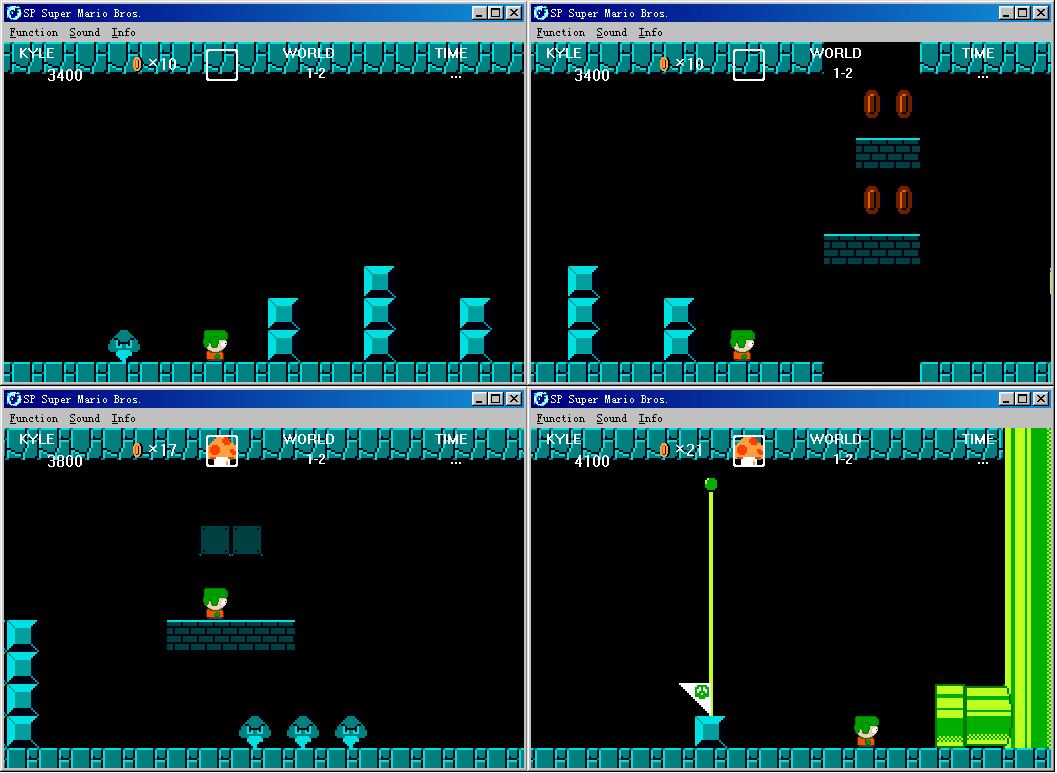 SP Super Mario Bros.
Function Sound Info
KYLE WORLD TIME
3400 ×10 1-2 ...
SP Super Mario Bros.
Function Sound Info
KYLE WORLD TIME
3400 ×10 1-2 ...
SP Super Mario Bros.
Function Sound Info
KYLE WORLD TIME
3800 ×17 1-2 ...
SP Super Mario Bros.
Function Sound Info
KYLE WORLD TIME
4100 ×21 1-2 ...